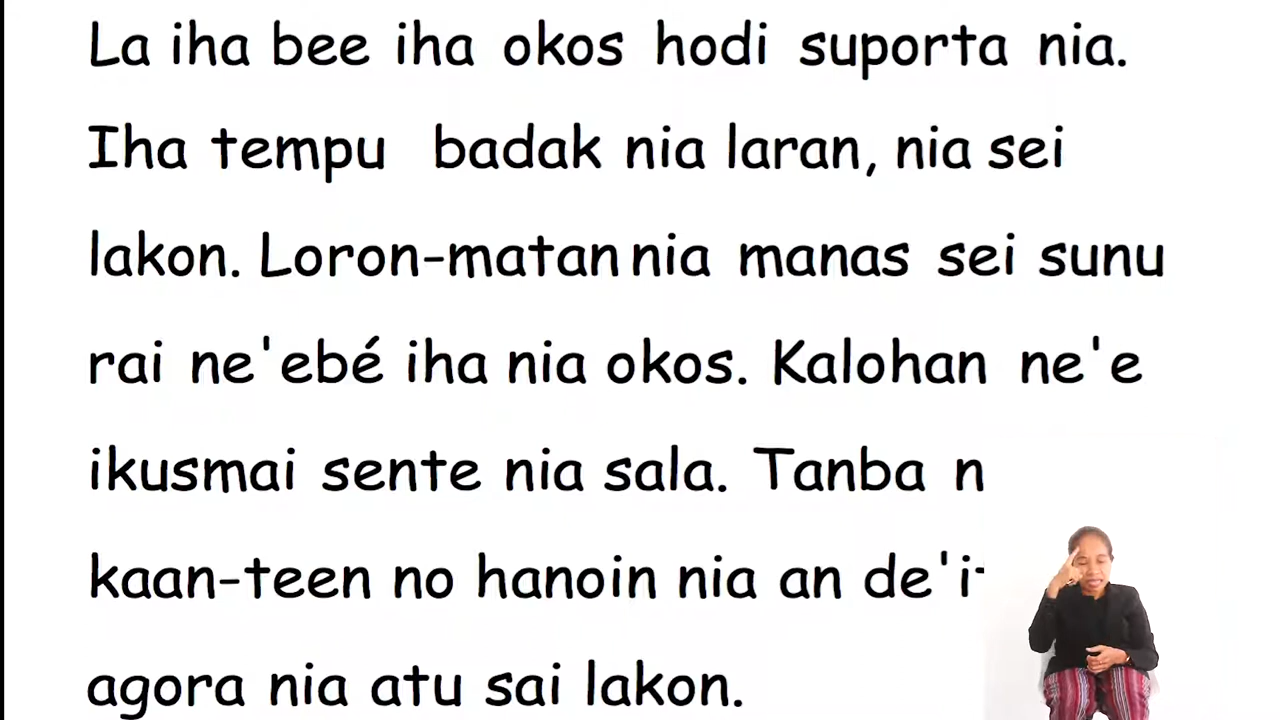 La iha bee iha okos hodi suporta nia.
Iha tempu badak nia laran, nia sei
lakon. Loron-matan nia manas sei sunu
rai ne'ebé iha nia okos. Kalohan ne'e
ikusmai sente nia sala. Tanba
kaan-teen no hanoin nia an
agora nia atu sai lakon.